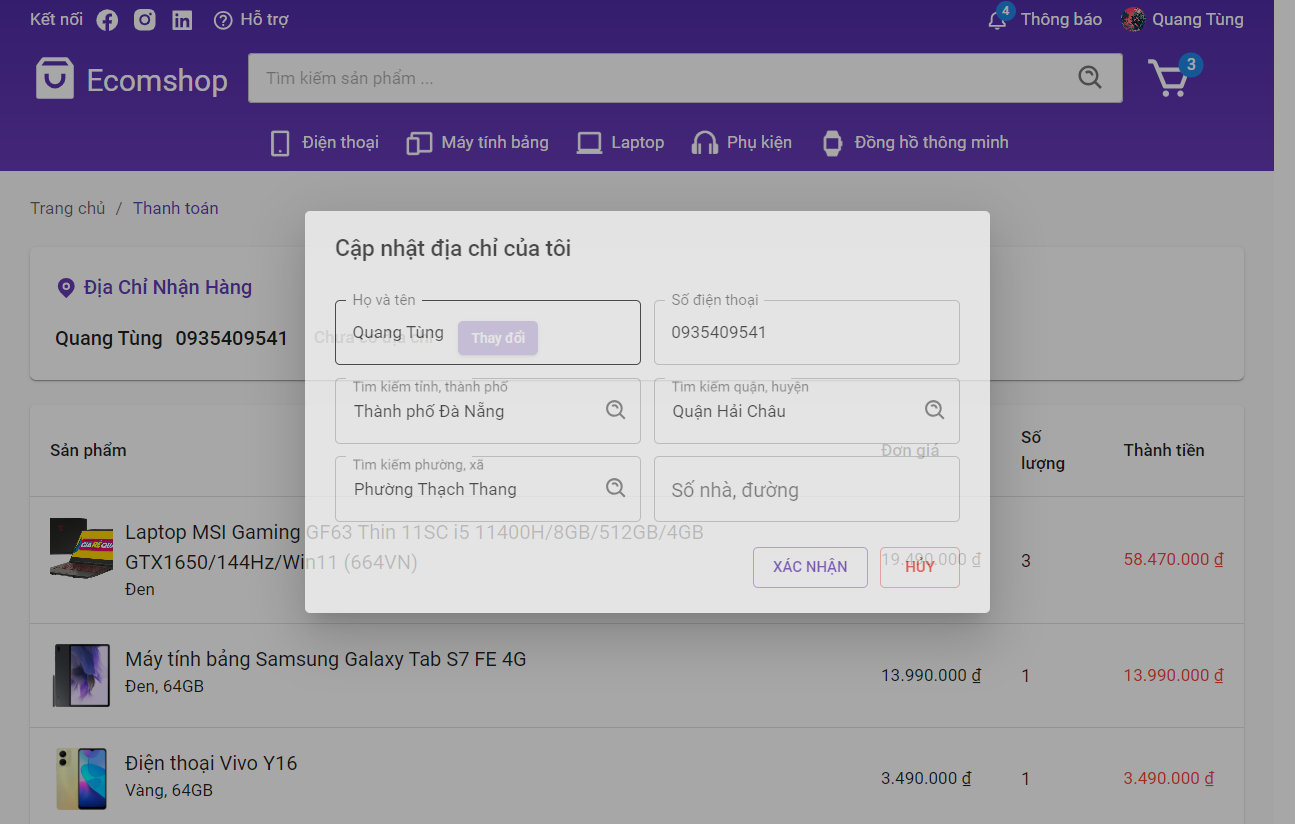 Kết nối Hỗ trợ 4 Thông báo Quang Tùng
Ecomshop Tìm kiếm sản phẩm ... 3
Điện thoại Máy tính bảng Laptop Phụ kiện Đồng hồ thông minh
Trang chủ / Thanh toán
Địa Chỉ Nhận Hàng
Quang Tùng 0935409541 Chưa có địa chỉ Thay đổi
Cập nhật địa chỉ của tôi
Họ và tên Số điện thoại
Quang Tùng 0935409541
Tìm kiếm tỉnh, thành phố Tìm kiếm quận, huyện
Thành phố Đà Nẵng Quận Hải Châu
Tìm kiếm phường, xã
Phường Thạch Thang Số nhà, đường
XÁC NHẬN HỦY
Sản phẩm Đơn giá Số lượng Thành tiền
Laptop MSI Gaming GF63 Thin 11SC i5 11400H/8GB/512GB/4GB
GTX1650/144Hz/Win11 (664VN) 19.490.000 ₫ 3 58.470.000 ₫
Đen
Máy tính bảng Samsung Galaxy Tab S7 FE 4G
Đen, 64GB 13.990.000 ₫ 1 13.990.000 ₫
Điện thoại Vivo Y16
Vàng, 64GB 3.490.000 ₫ 1 3.490.000 ₫